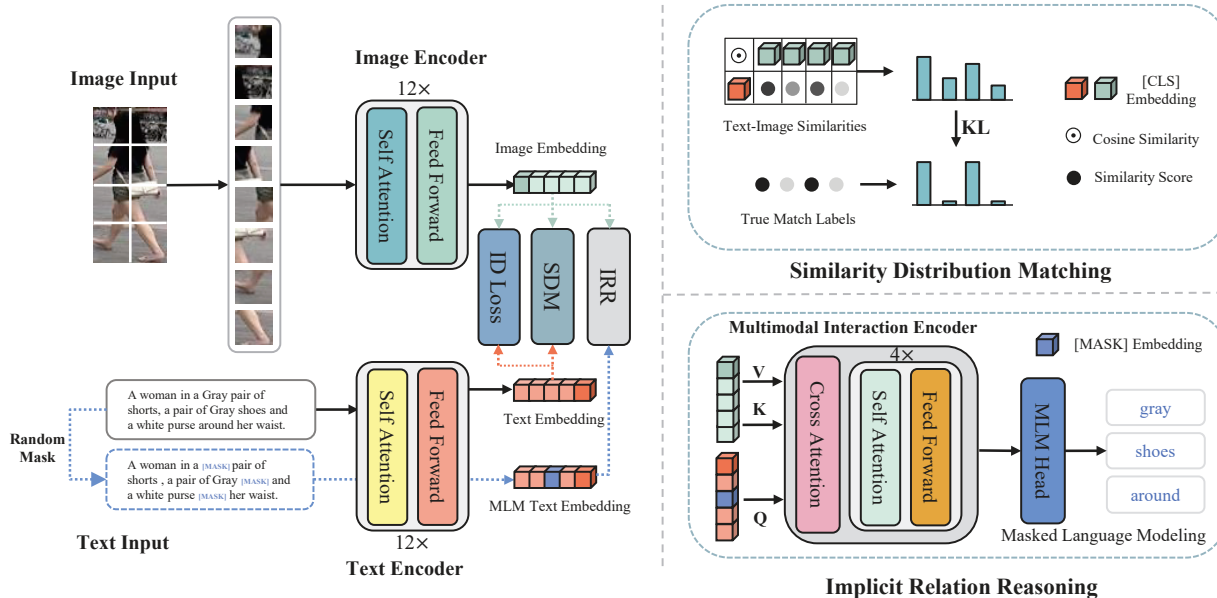 Image Input
Image Encoder
12×
Self Attention
Feed Forward
Image Embedding
ID Loss
SDM
IRR
A woman in a Gray pair of
shorts, a pair of Gray shoes and
a white purse around her waist.
Random
Mask
A woman in a [MASK] pair of
shorts , a pair of Gray [MASK] and
a white purse [MASK] her waist.
Text Input
Self Attention
Feed Forward
12×
Text Encoder
Text Embedding
MLM Text Embedding
Text-Image Similarities
KL
True Match Labels
[CLS]
Embedding
Cosine Similarity
Similarity Score
Similarity Distribution Matching
Multimodal Interaction Encoder
4×
[MASK] Embedding
V
K
Q
Cross Attention
Self Attention
Feed Forward
MLM Head
gray
shoes
around
Masked Language Modeling
Implicit Relation Reasoning